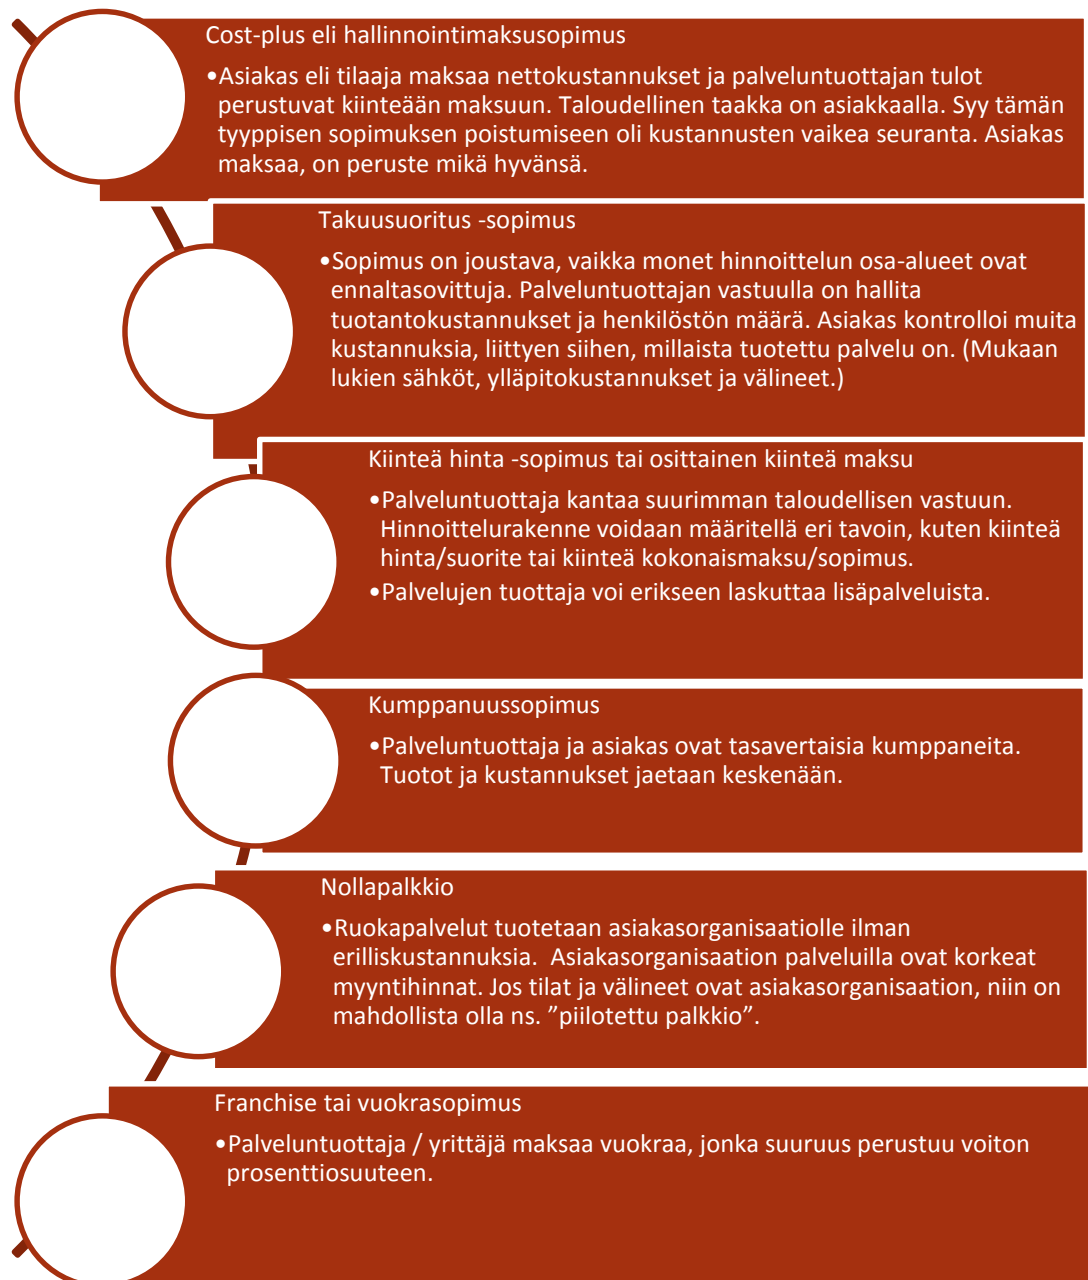 Cost-plus eli hallinnointimaksusopimus
•Asiakas eli tilaaja maksaa nettokustannukset ja palveluntuottajan tulot
perustuvat kiinteään maksuun. Taloudellinen taakka on asiakkaalla. Syy tämän
tyyppisen sopimuksen poistumiseen oli kustannusten vaikea seuranta. Asiakas
maksaa, on peruste mikä hyvänsä.
Takuusuoritus -sopimus
•Sopimus on joustava, vaikka monet hinnoittelun osa-alueet ovat
ennaltasovittuja. Palveluntuottajan vastuulla on hallita
tuotantokustannukset ja henkilöstön määrä. Asiakas kontrolloi muita
kustannuksia, liittyen siihen, millaista tuotettu palvelu on. (Mukaan
lukien sähköt, ylläpitokustannukset ja välineet.)
Kiinteä hinta -sopimus tai osittainen kiinteä maksu
•Palveluntuottaja kantaa suurimman taloudellisen vastuun.
Hinnoittelurakenne voidaan määritellä eri tavoin, kuten kiinteä
hinta/suorite tai kiinteä kokonaismaksu/sopimus.
•Palvelujen tuottaja voi erikseen laskuttaa lisäpalveluista.
Kumppanuussopimus
•Palveluntuottaja ja asiakas ovat tasavertaisia kumppaneita.
Tuotot ja kustannukset jaetaan keskenään.
Nollapalkkio
•Ruokapalvelut tuotetaan asiakasorganisaatiolle ilman
erilliskustannuksia.  Asiakasorganisaation palveluilla ovat korkeat
myyntihinnat. Jos tilat ja välineet ovat asiakasorganisaation, niin on
mahdollista olla ns. ”piilotettu palkkio”.
Franchise tai vuokrasopimus
•Palveluntuottaja / yrittäjä maksaa vuokraa, jonka suuruus perustuu voiton
prosenttiosuuteen.